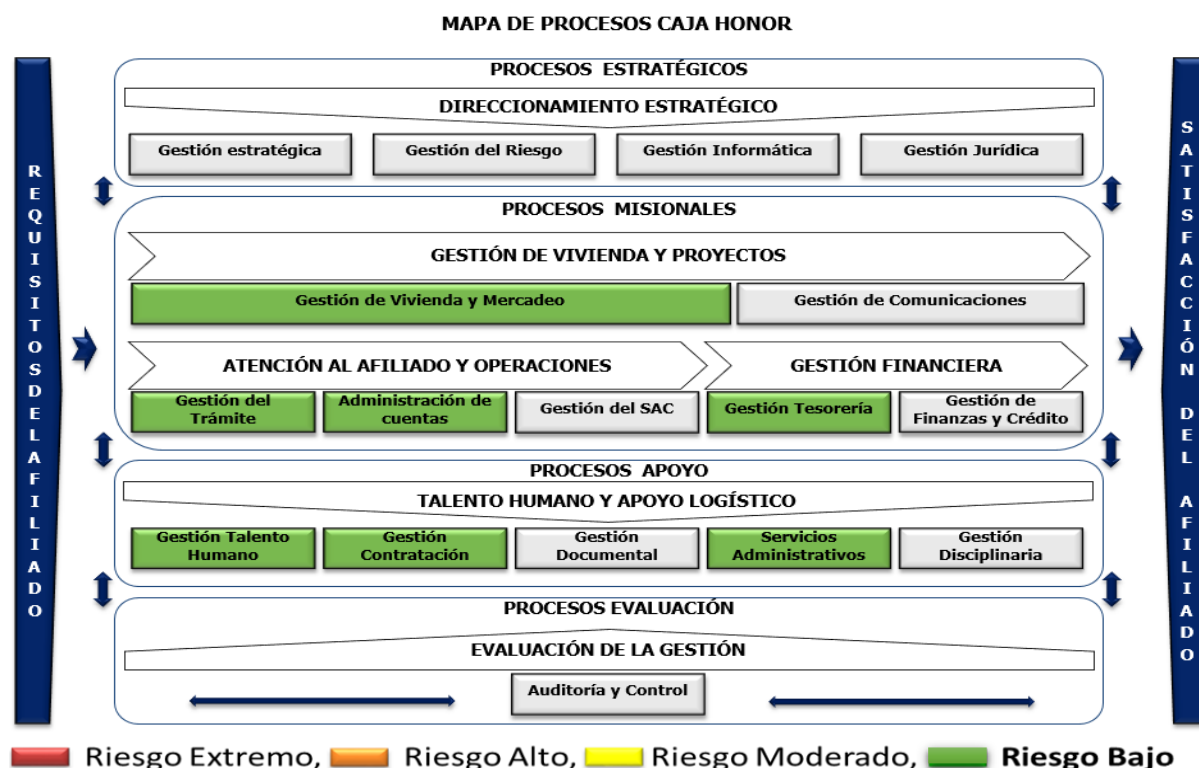 MAPA DE PROCESOS CAJA HONOR
REQUISITOS DEL AFILIADO
PROCESOS ESTRATÉGICOS
DIRECCIONAMIENTO ESTRATÉGICO
Gestión estratégica
Gestión del Riesgo
Gestión Informática
Gestión Jurídica
PROCESOS MISIONALES
GESTIÓN DE VIVIENDA Y PROYECTOS
Gestión de Vivienda y Mercadeo
Gestión de Comunicaciones
ATENCIÓN AL AFILIADO Y OPERACIONES
GESTIÓN FINANCIERA
Gestión del
Trámite
Administración de
cuentas
Gestión del SAC
Gestión Tesorería
Gestión de
Finanzas y Crédito
PROCESOS APOYO
TALENTO HUMANO Y APOYO LOGÍSTICO
Gestión Talento
Humano
Gestión
Contratación
Gestión
Documental
Servicios
Administrativos
Gestión
Disciplinaria
PROCESOS EVALUACIÓN
EVALUACIÓN DE LA GESTIÓN
Auditoría y Control
SATISFACCIÓN DEL AFILIADO
Riesgo Extremo, Riesgo Alto, Riesgo Moderado, Riesgo Bajo